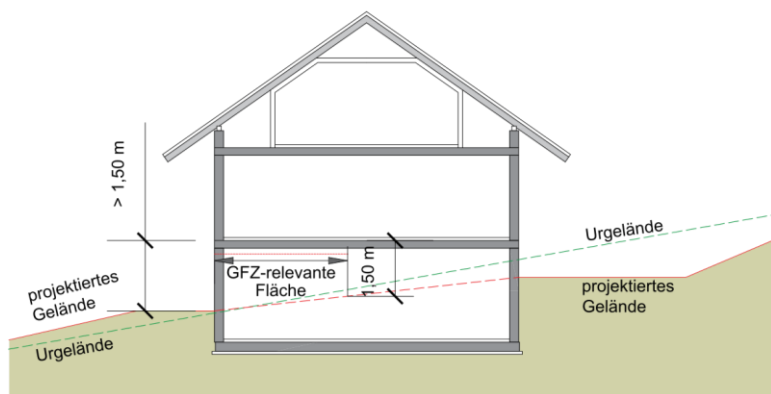 > 1,50 m
Urgelände
GFZ-relevante
Fläche
1,50 m
projektiertes
Gelände
projektiertes
Gelände
Urgelände